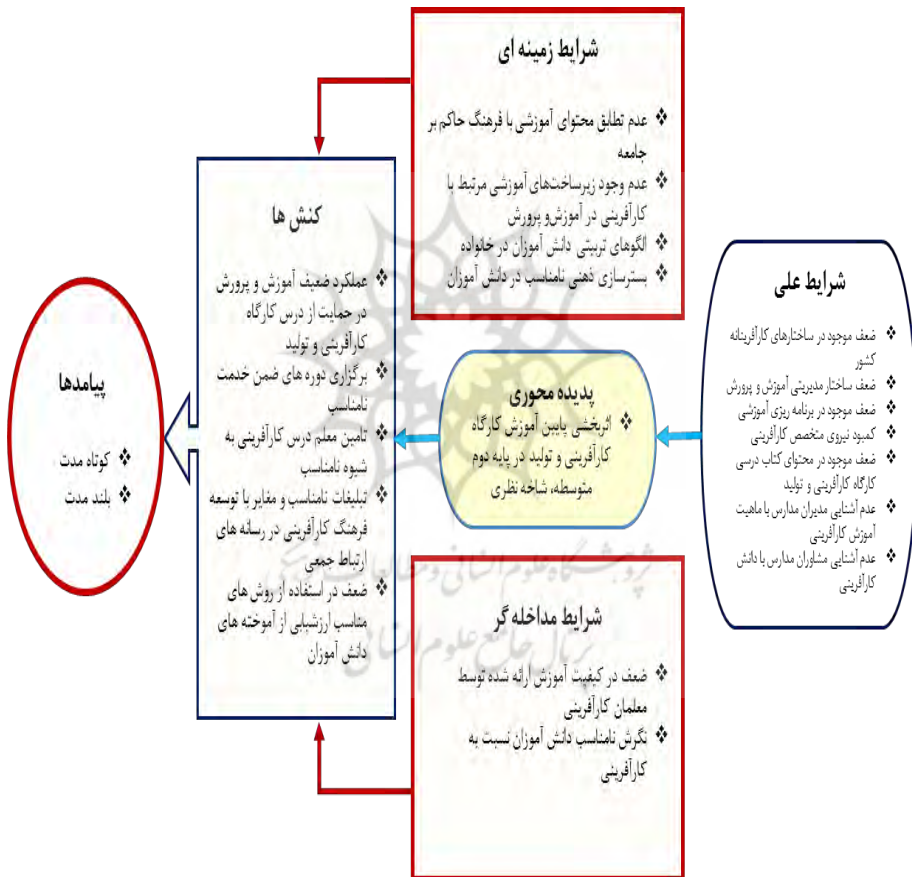 شرایط زمینه ای
❖ عدم تطابق محتوای آموزشی با فرهنگ حاکم بر
جامعه
❖ عدم وجود زیرساخت‌های آموزشی مرتبط با
کارآفرینی در آموزش‌و پرورش
❖ الگوهای تربیتی دانش آموزان در خانواده
❖ بسترسازی ذهنی نامناسب در دانش آموزان
شرایط علی
❖ ضعف موجود در ساختارهای کارآفرینانه
کشور
❖ ضعف ساختار مدیریتی آموزش و پرورش
❖ ضعف موجود در برنامه ریزی آموزشی
❖ کمبود نیروی متخصص کارآفرینی
❖ ضعف موجود در محتوای کتاب درسی
کارگاه کارآفرینی و تولید
❖ عدم آشنایی مدیران مدارس با ماهیت
آموزش کارآفرینی
❖ عدم آشنایی مشاوران مدارس با دانش
کارآفرینی
پدیده محوری
❖ اثربخشی پایین آموزش کارگاه
کارآفرینی و تولید در پایه دوم
متوسطه، شاخه نظری
شرایط مداخله گر
❖ ضعف در کیفیت آموزش ارائه شده توسط
معلمان کارآفرینی
❖ نگرش نامناسب دانش آموزان نسبت به
کارآفرینی
کنش ها
❖ عملکرد ضعیف آموزش و پرورش
در حمایت از درس کارگاه
کارآفرینی و تولید
❖ برگزاری دوره های ضمن خدمت
نامناسب
❖ تامین معلم درس کارآفرینی به
شیوه نامناسب
❖ تبلیغات نامناسب و مغایر با توسعه
فرهنگ کارآفرینی در رسانه های
ارتباط جمعی
❖ ضعف در استفاده از روش های
مناسب ارزشیابی از آموخته های
دانش آموزان
پیامدها
❖ کوتاه مدت
❖ بلند مدت
پژوهشگاه علوم انسانی و مطالعات فرهنگی
پرتال جامع علوم انسانی